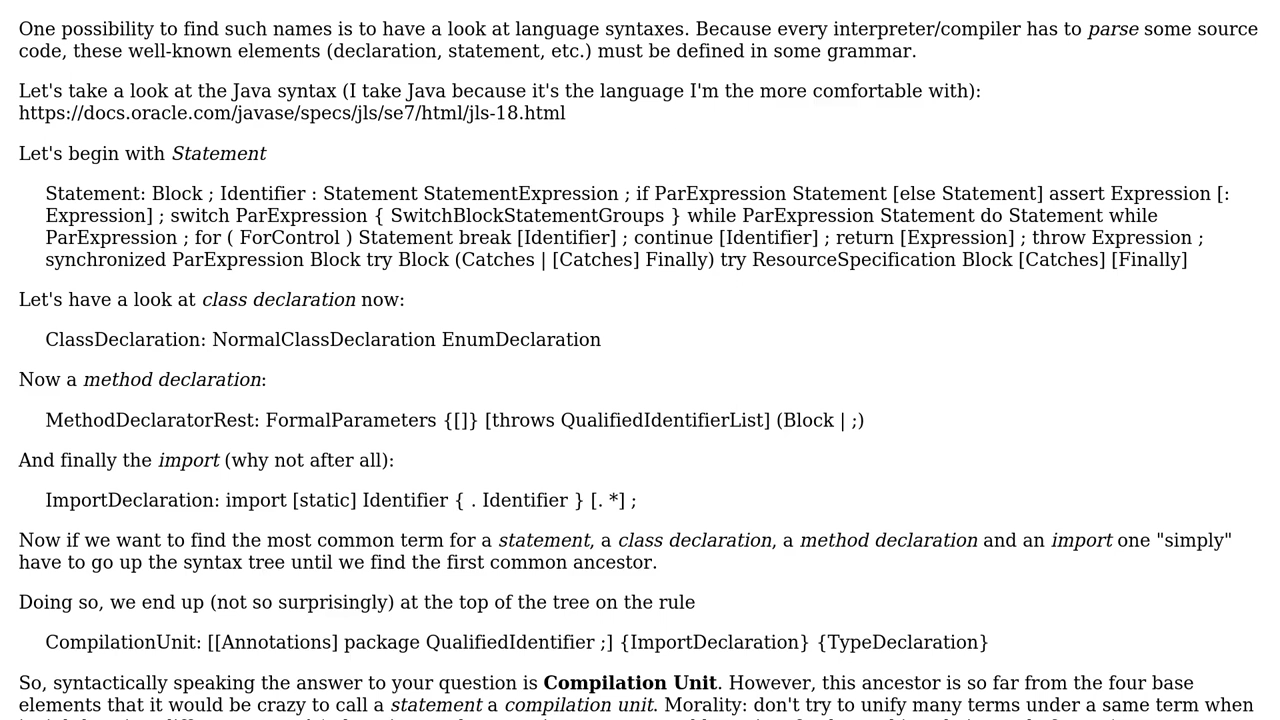 One possibility to find such names is to have a look at language syntaxes. Because every interpreter/compiler has to parse some source
code, these well-known elements (declaration, statement, etc.) must be defined in some grammar.
Let's take a look at the Java syntax (I take Java because it's the language I'm the more comfortable with):
https://docs.oracle.com/javase/specs/jls/se7/html/jls-18.html
Let's begin with Statement
Statement: Block ; Identifier : Statement StatementExpression ; if ParExpression Statement [else Statement] assert Expression [:
Expression] ; switch ParExpression { SwitchBlockStatementGroups } while ParExpression Statement do Statement while
ParExpression ; for ( ForControl ) Statement break [Identifier] ; continue [Identifier] ; return [Expression] ; throw Expression ;
synchronized ParExpression Block try Block (Catches | [Catches] Finally) try ResourceSpecification Block [Catches] [Finally]
Let's have a look at class declaration now:
ClassDeclaration: NormalClassDeclaration EnumDeclaration
Now a method declaration:
MethodDeclaratorRest: FormalParameters {[]} [throws QualifiedIdentifierList] (Block | ;)
And finally the import (why not after all):
ImportDeclaration: import [static] Identifier { . Identifier } [. *] ;
Now if we want to find the most common term for a statement, a class declaration, a method declaration and an import one "simply"
have to go up the syntax tree until we find the first common ancestor.
Doing so, we end up (not so surprisingly) at the top of the tree on the rule
CompilationUnit: [[Annotations] package QualifiedIdentifier ;] {ImportDeclaration} {TypeDeclaration}
So, syntactically speaking the answer to your question is Compilation Unit. However, this ancestor is so far from the four base
elements that it would be crazy to call a statement a compilation unit. Morality: don't try to unify many terms under a same term when